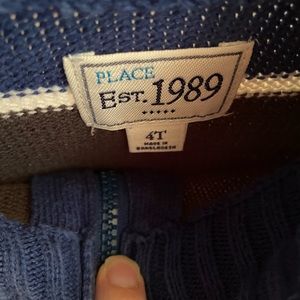 PLACE
EST. 1989
4T
MADE IN
BANGLADESH